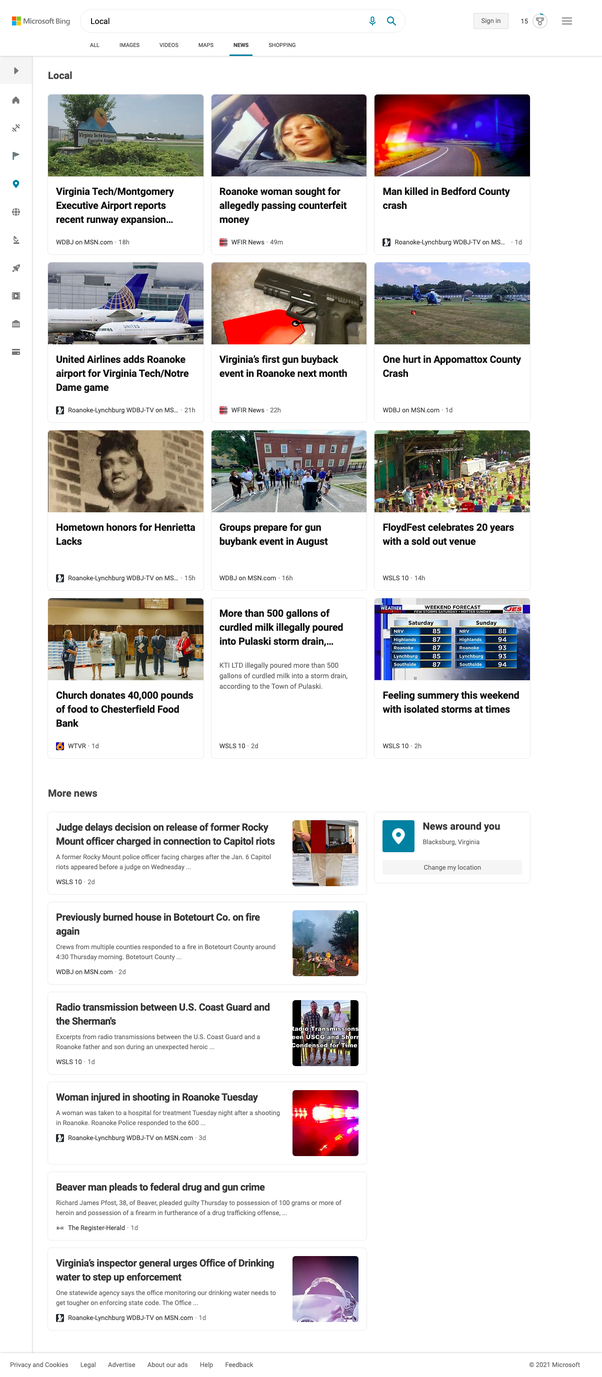 Microsoft Bing
Local
Sign in
15
ALL
IMAGES
VIDEOS
MAPS
NEWS
SHOPPING
Local
Virginia Tech/Montgomery
Executive Airport reports
recent runway expansion...
WDBJ on MSN.com · 18h
Roanoke woman sought for
allegedly passing counterfeit
money
WFIR News · 49m
Man killed in Bedford County
crash
Roanoke-Lynchburg WDBJ-TV on MS... · 1d
UNITED
United Airlines adds Roanoke
airport for Virginia Tech/Notre
Dame game
Roanoke-Lynchburg WDBJ-TV on MS... · 21h
Virginia's first gun buyback
event in Roanoke next month
WFIR News · 22h
One hurt in Appomattox County
Crash
WDBJ on MSN.com · 1d
Hometown honors for Henrietta
Lacks
Roanoke-Lynchburg WDBJ-TV on MS... · 15h
Groups prepare for gun
buybank event in August
WDBJ on MSN.com · 16h
FloydFest celebrates 20 years
with a sold out venue
WSLS 10 · 14h
Church donates 40,000 pounds
of food to Chesterfield Food
Bank
WTVR · 1d
More than 500 gallons of
curdled milk illegally poured
into Pulaski storm drain,...
KTI LTD illegally poured more than 500
gallons of curdled milk into a storm drain,
according to the Town of Pulaski.
WSLS 10 · 2d
WEATHER
WEEKEND FORECAST
Saturday
Sunday
NRV 85
NRV 88
Highlands 87
Highlands 94
Roanoke 87
Roanoke 93
Lynchburg 85
Lynchburg 94
Southside 87
Southside 94
Feeling summery this weekend
with isolated storms at times
WSLS 10 · 2h
More news
Judge delays decision on release of former Rocky
Mount officer charged in connection to Capitol riots
A former Rocky Mount police officer facing charges after the Jan. 6 Capitol
riots appeared before a judge on Wednesday ...
WSLS 10 · 2d
News around you
Blacksburg, Virginia
Change my location
Previously burned house in Botetourt Co. on fire
again
Crews from multiple counties responded to a fire in Botetourt County around
4:30 Thursday morning. Botetourt County ...
WDBJ on MSN.com · 2d
Radio transmission between U.S. Coast Guard and
the Sherman's
Excerpts from radio transmissions between the U.S. Coast Guard and a
Roanoke father and son during an unexpected heroic ...
WSLS 10 · 1d
adio Transmissions
een USCG and Sherr
Condensed for Time
Woman injured in shooting in Roanoke Tuesday
A woman was taken to a hospital for treatment Tuesday night after a shooting
in Roanoke. Roanoke Police responded to the 600 ...
Roanoke-Lynchburg WDBJ-TV on MSN.com · 3d
Beaver man pleads to federal drug and gun crime
Richard James Pfost, 38, of Beaver, pleaded guilty Thursday to possession of 100 grams or more of
heroin and possession of a firearm in furtherance of a drug trafficking offense, ...
The Register-Herald · 1d
Virginia's inspector general urges Office of Drinking
water to step up enforcement
One statewide agency says the office monitoring our drinking water needs to
get tougher on enforcing state code. The Office ...
Roanoke-Lynchburg WDBJ-TV on MSN.com · 1d
Privacy and Cookies
Legal
Advertise
About our ads
Help
Feedback
© 2021 Microsoft